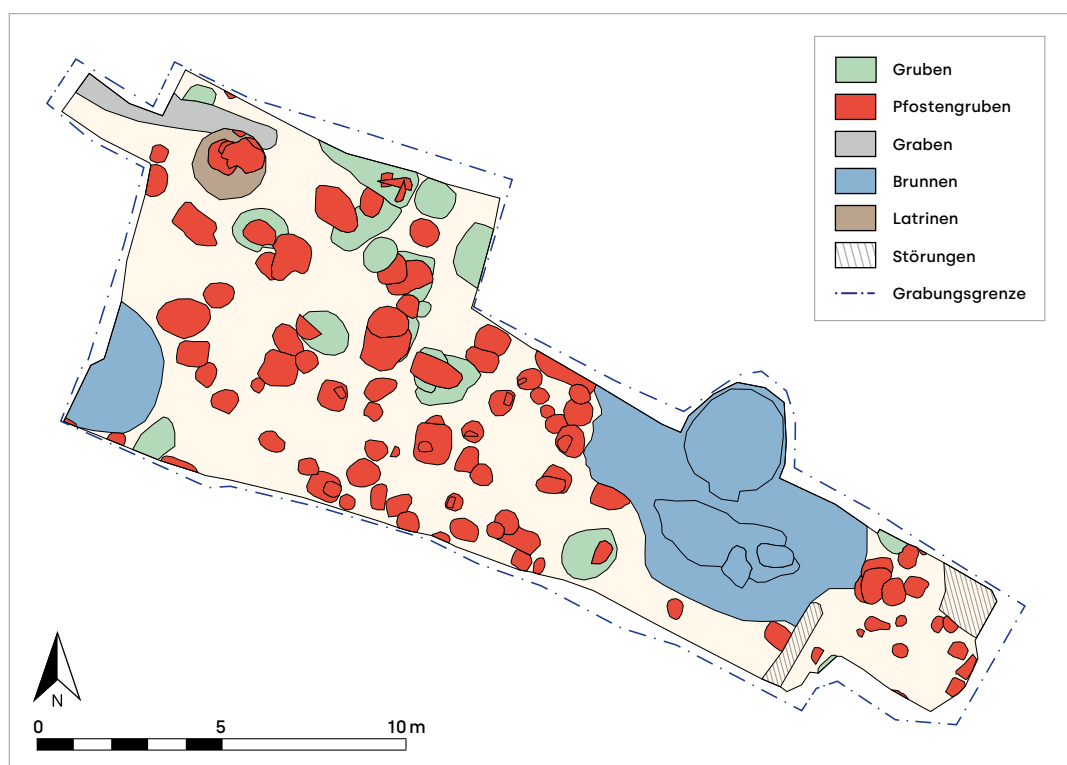 Gruben
Pfostengruben
Graben
Brunnen
Latrinen
Störungen
Grabungsgrenze
N
0 5 10 m